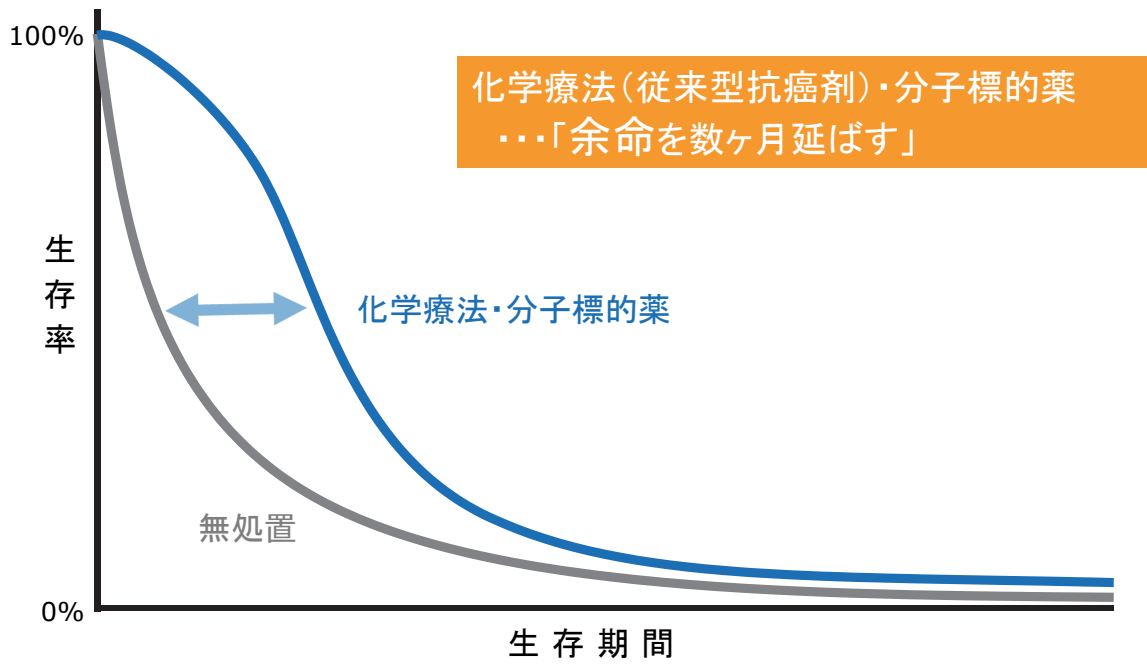 100%
化学療法(従来型抗癌剤)・分子標的薬
・・・「余命を数ヶ月延ばす」
生存率
化学療法・分子標的薬
無処置
0%
生存期間